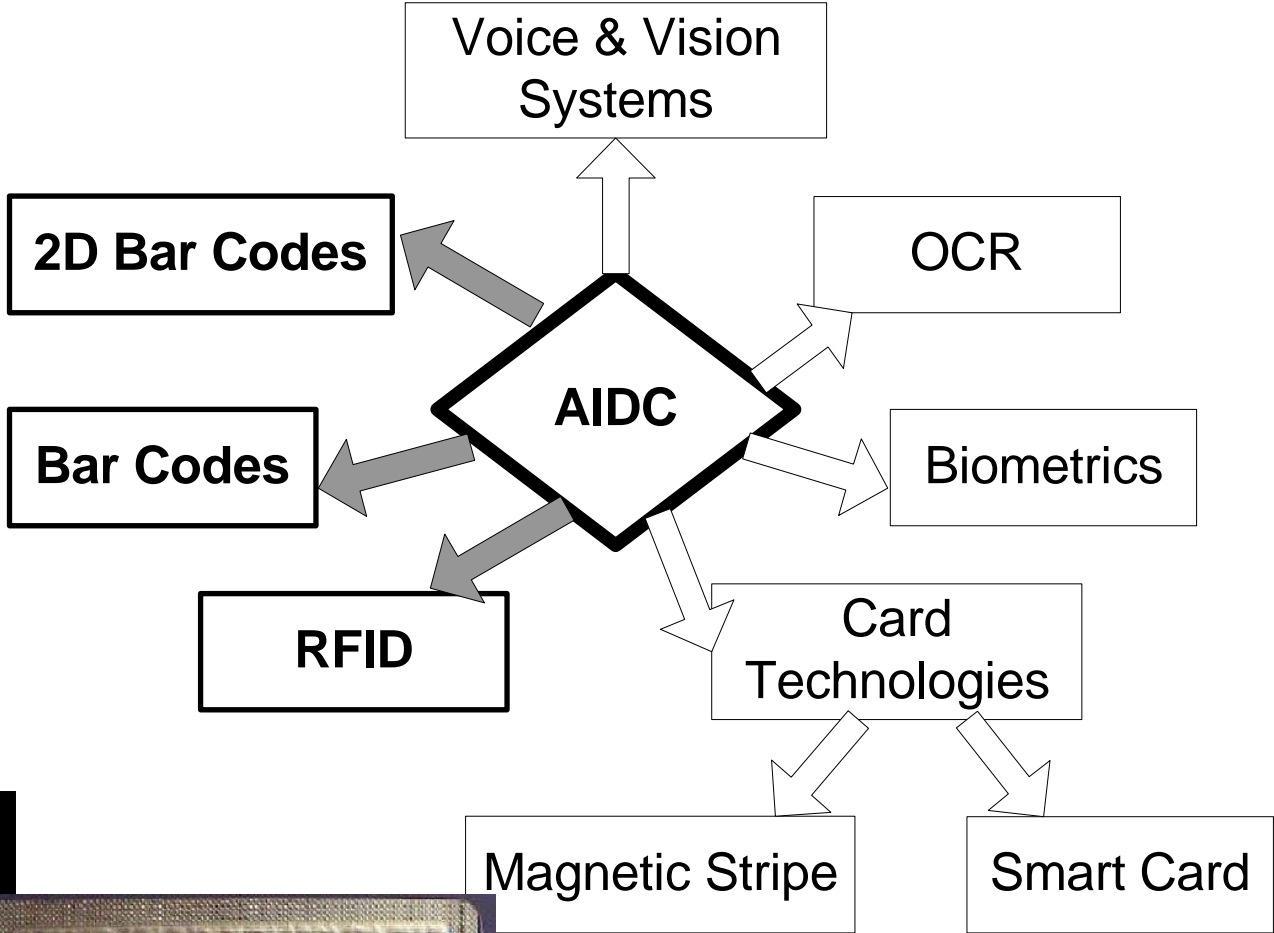 Voice & Vision
Systems
2D Bar Codes
OCR
AIDC
Bar Codes
Biometrics
RFID
Card
Technologies
Magnetic Stripe
Smart Card